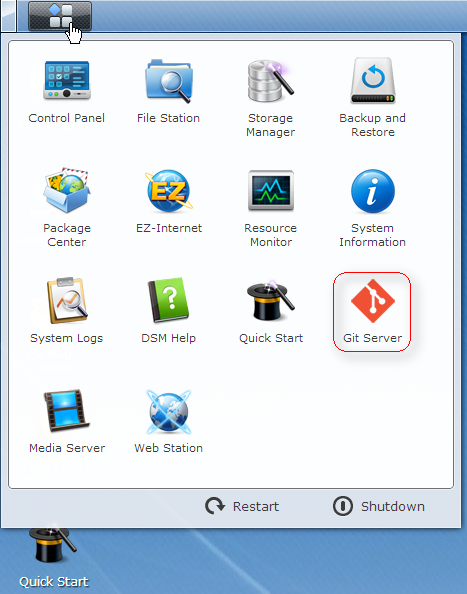 Control Panel
File Station
Storage
Manager
Backup and
Restore
Package
Center
EZ
EZ-Internet
Resource
Monitor
System
Information
System Logs
DSM Help
Quick Start
Git Server
Media Server
Web Station
Restart
Shutdown
Quick Start